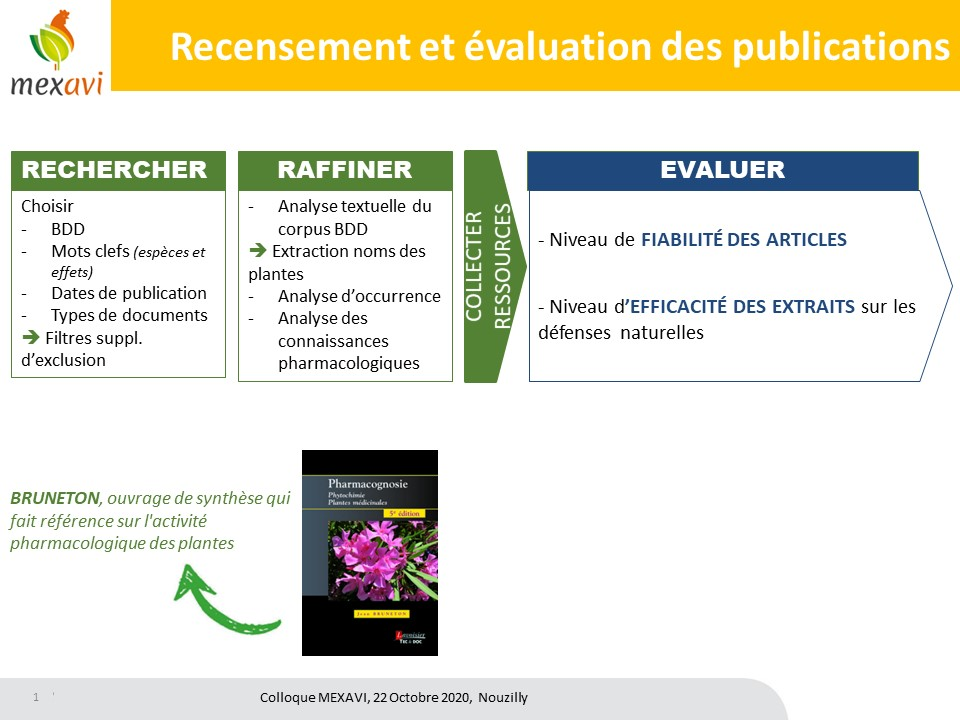 mexavi
Recensement et évaluation des publications
RECHERCHER
Choisir
- BDD
- Mots clefs (espèces et
effets)
- Dates de publication
- Types de documents
➔ Filtres suppl.
d’exclusion
RAFFINER
- Analyse textuelle du
corpus BDD
➔ Extraction noms des
plantes
- Analyse d’occurrence
- Analyse des
connaissances
pharmacologiques
COLLECTER
RESSOURCES
EVALUER
- Niveau de FIABILITÉ DES ARTICLES
- Niveau d’EFFICACITÉ DES EXTRAITS sur les
défenses naturelles
BRUNETON, ouvrage de synthèse qui
fait référence sur l'activité
pharmacologique des plantes
Pharmacognosie
Phytochimie
Plantes médicinales
5e édition
Jean BRUNETON
Lavoisier
TEC & DOC
1
Colloque MEXAVI, 22 Octobre 2020, Nouzilly